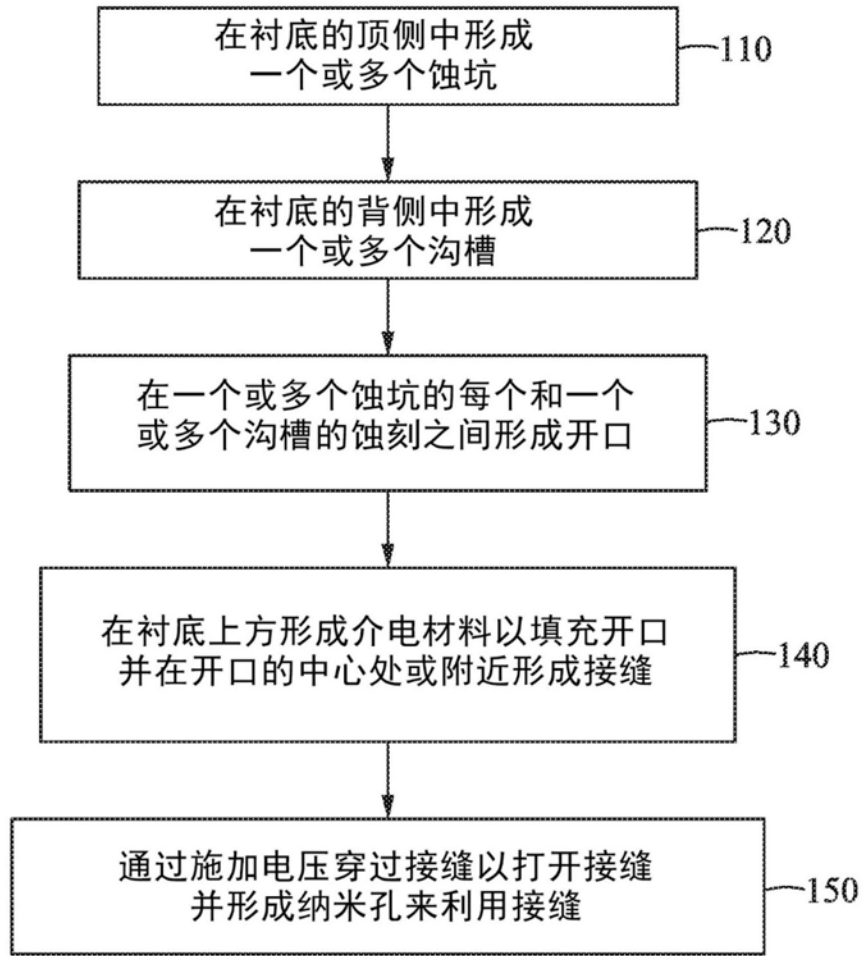 在衬底的顶侧中形成
一个或多个蚀坑
110
在衬底的背侧中形成
一个或多个沟槽
120
在一个或多个蚀坑的每个和一个
或多个沟槽的蚀刻之间形成开口
130
在衬底上方形成介电材料以填充开口
并在开口的中心处或附近形成接缝
140
通过施加电压穿过接缝以打开接缝
并形成纳米孔来利用接缝
150